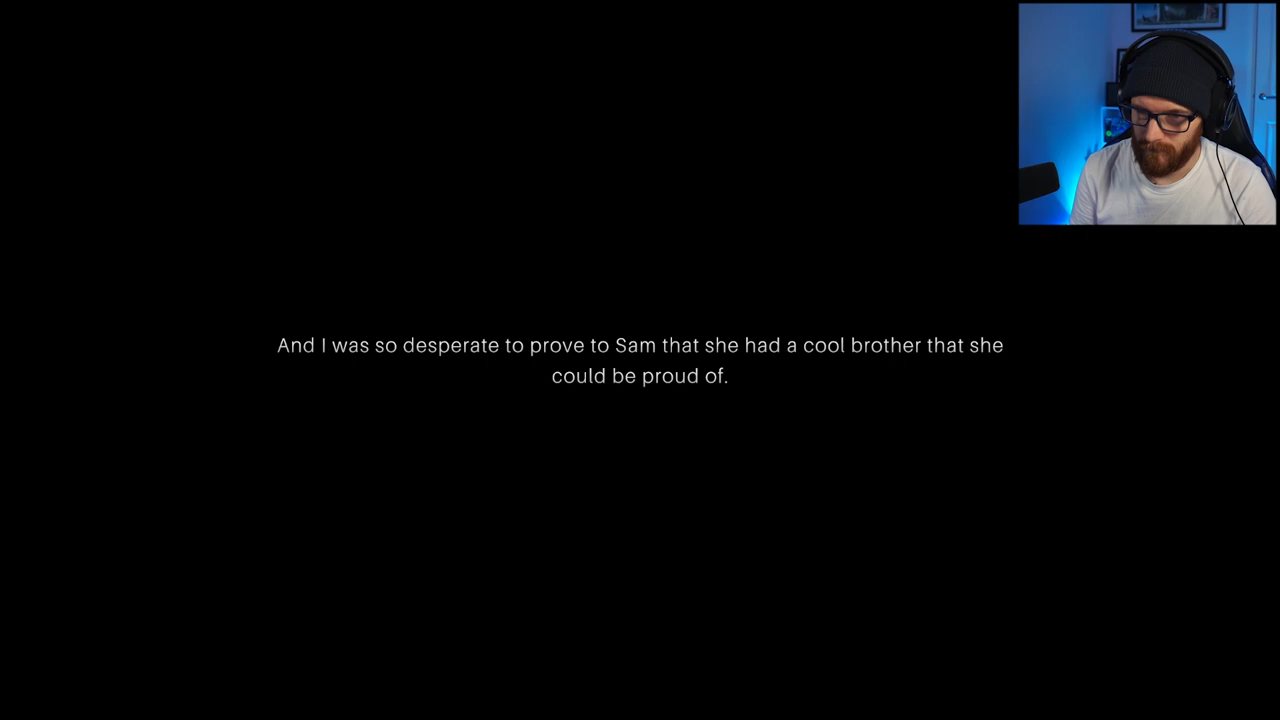 And I was so desperate to prove to Sam that she had a cool brother that she
could be proud of.